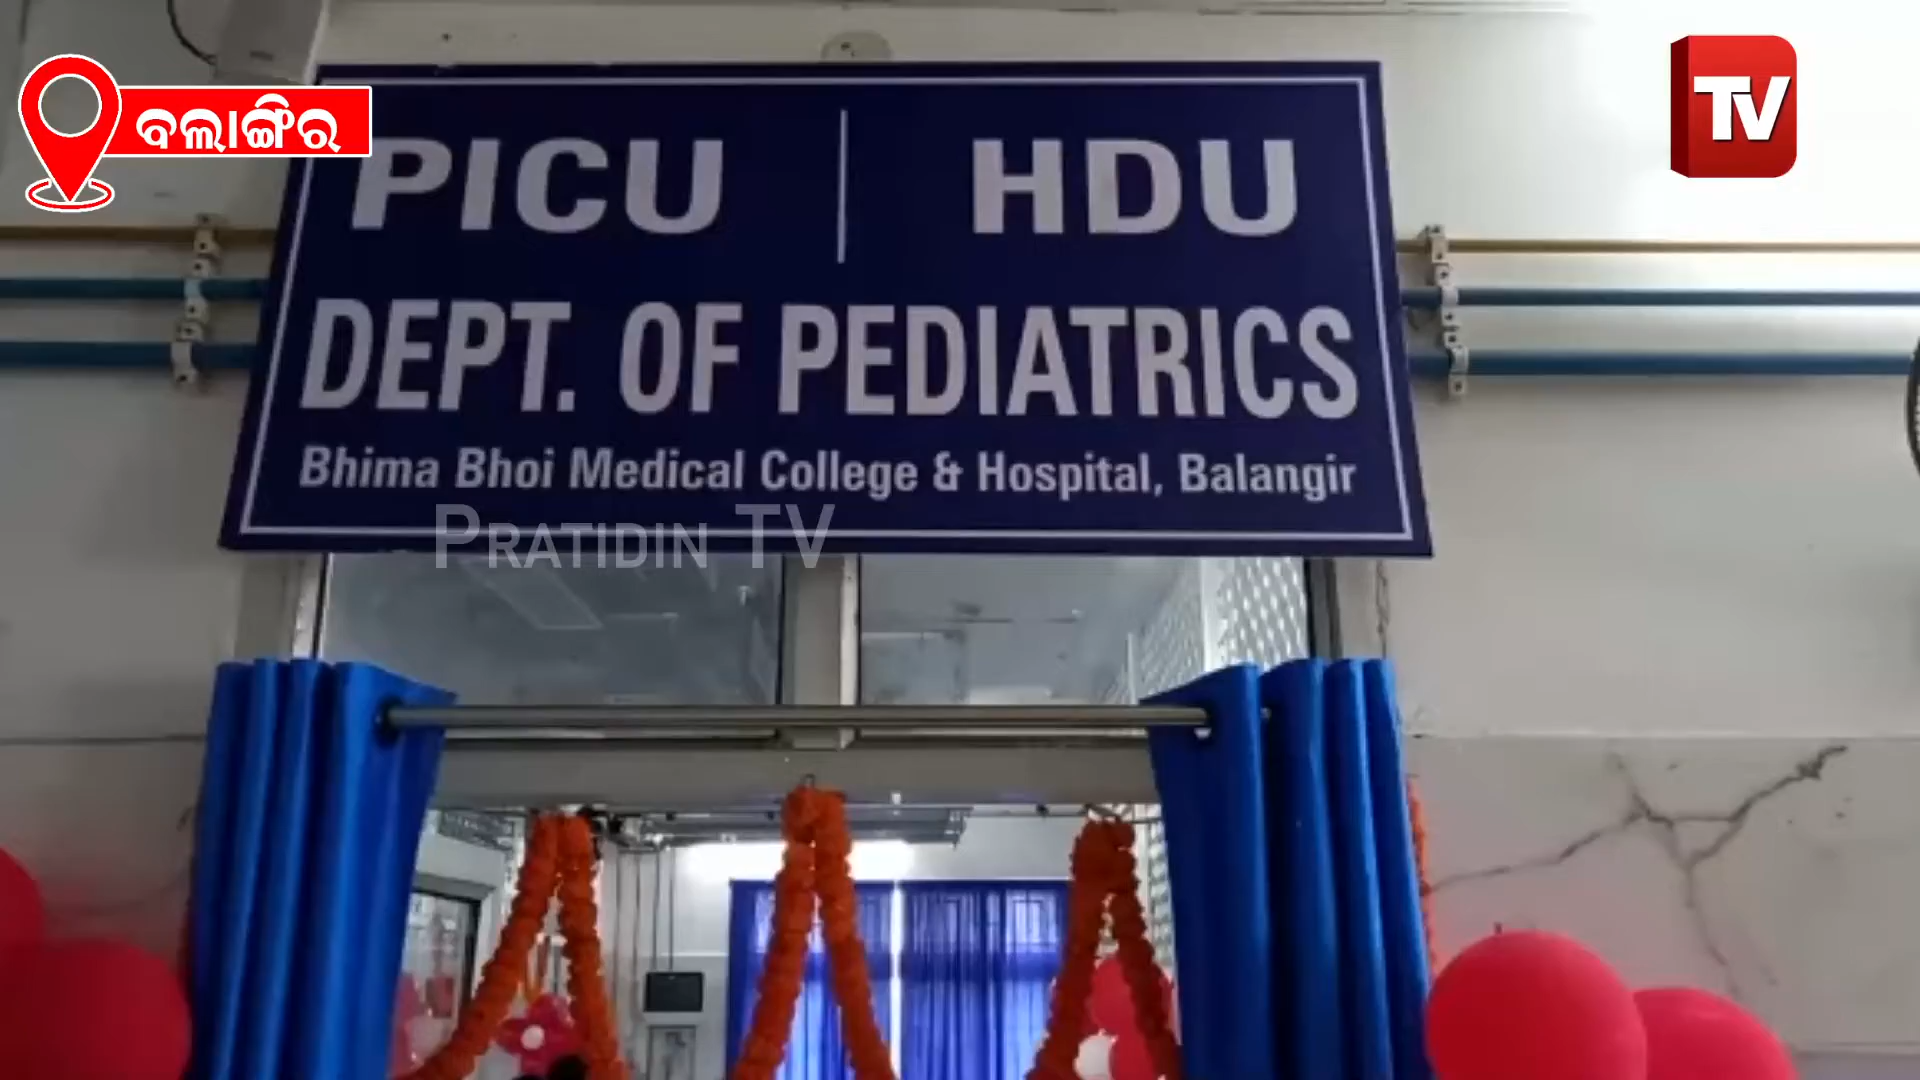 ବଲାଙ୍ଗିର
TV
PICU | HDU
DEPT. OF PEDIATRICS
Bhima Bhoi Medical College & Hospital, Balangir
PRATIDIN TV